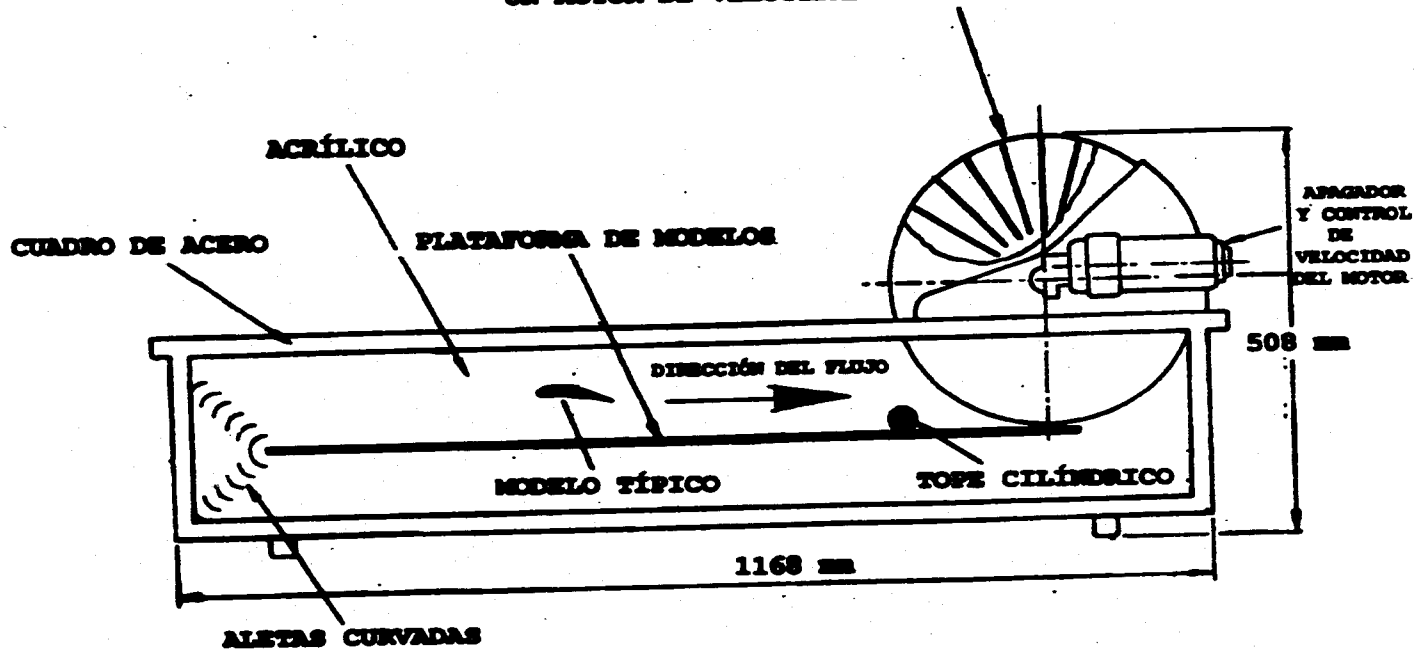 ACRÍLICO
CUADRO DE ACERO
PLATAFORMA DE MODELOS
APAGADOR
Y CONTROL
DE
VELOCIDAD
DEL MOTOR
508 mm
DIRECCIÓN DEL FLUJO
MODELO TÍPICO
TOPE CILÍNDRICO
1168 mm
ALETAS CURVADAS